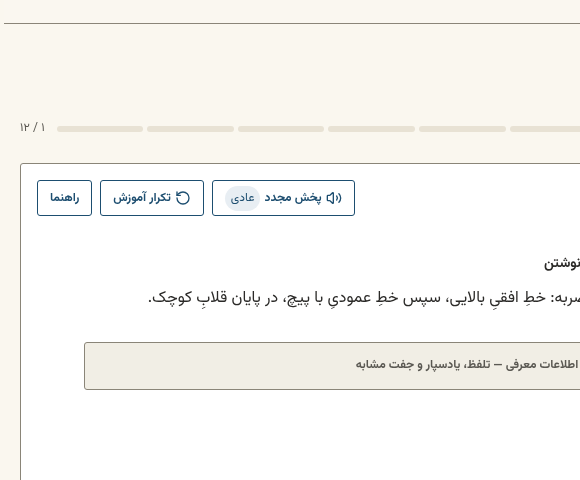 ۱ / ۱۲
پخش مجدد عادی
تکرار آموزش
راهنما
نوشتن
خطِ افقیِ بالایی، سپس خطِ عمودیِ با پیچ، در پایان قلابِ کوچک.
اطلاعات معرفی — تلفظ، یادسپار و جفت مشابه